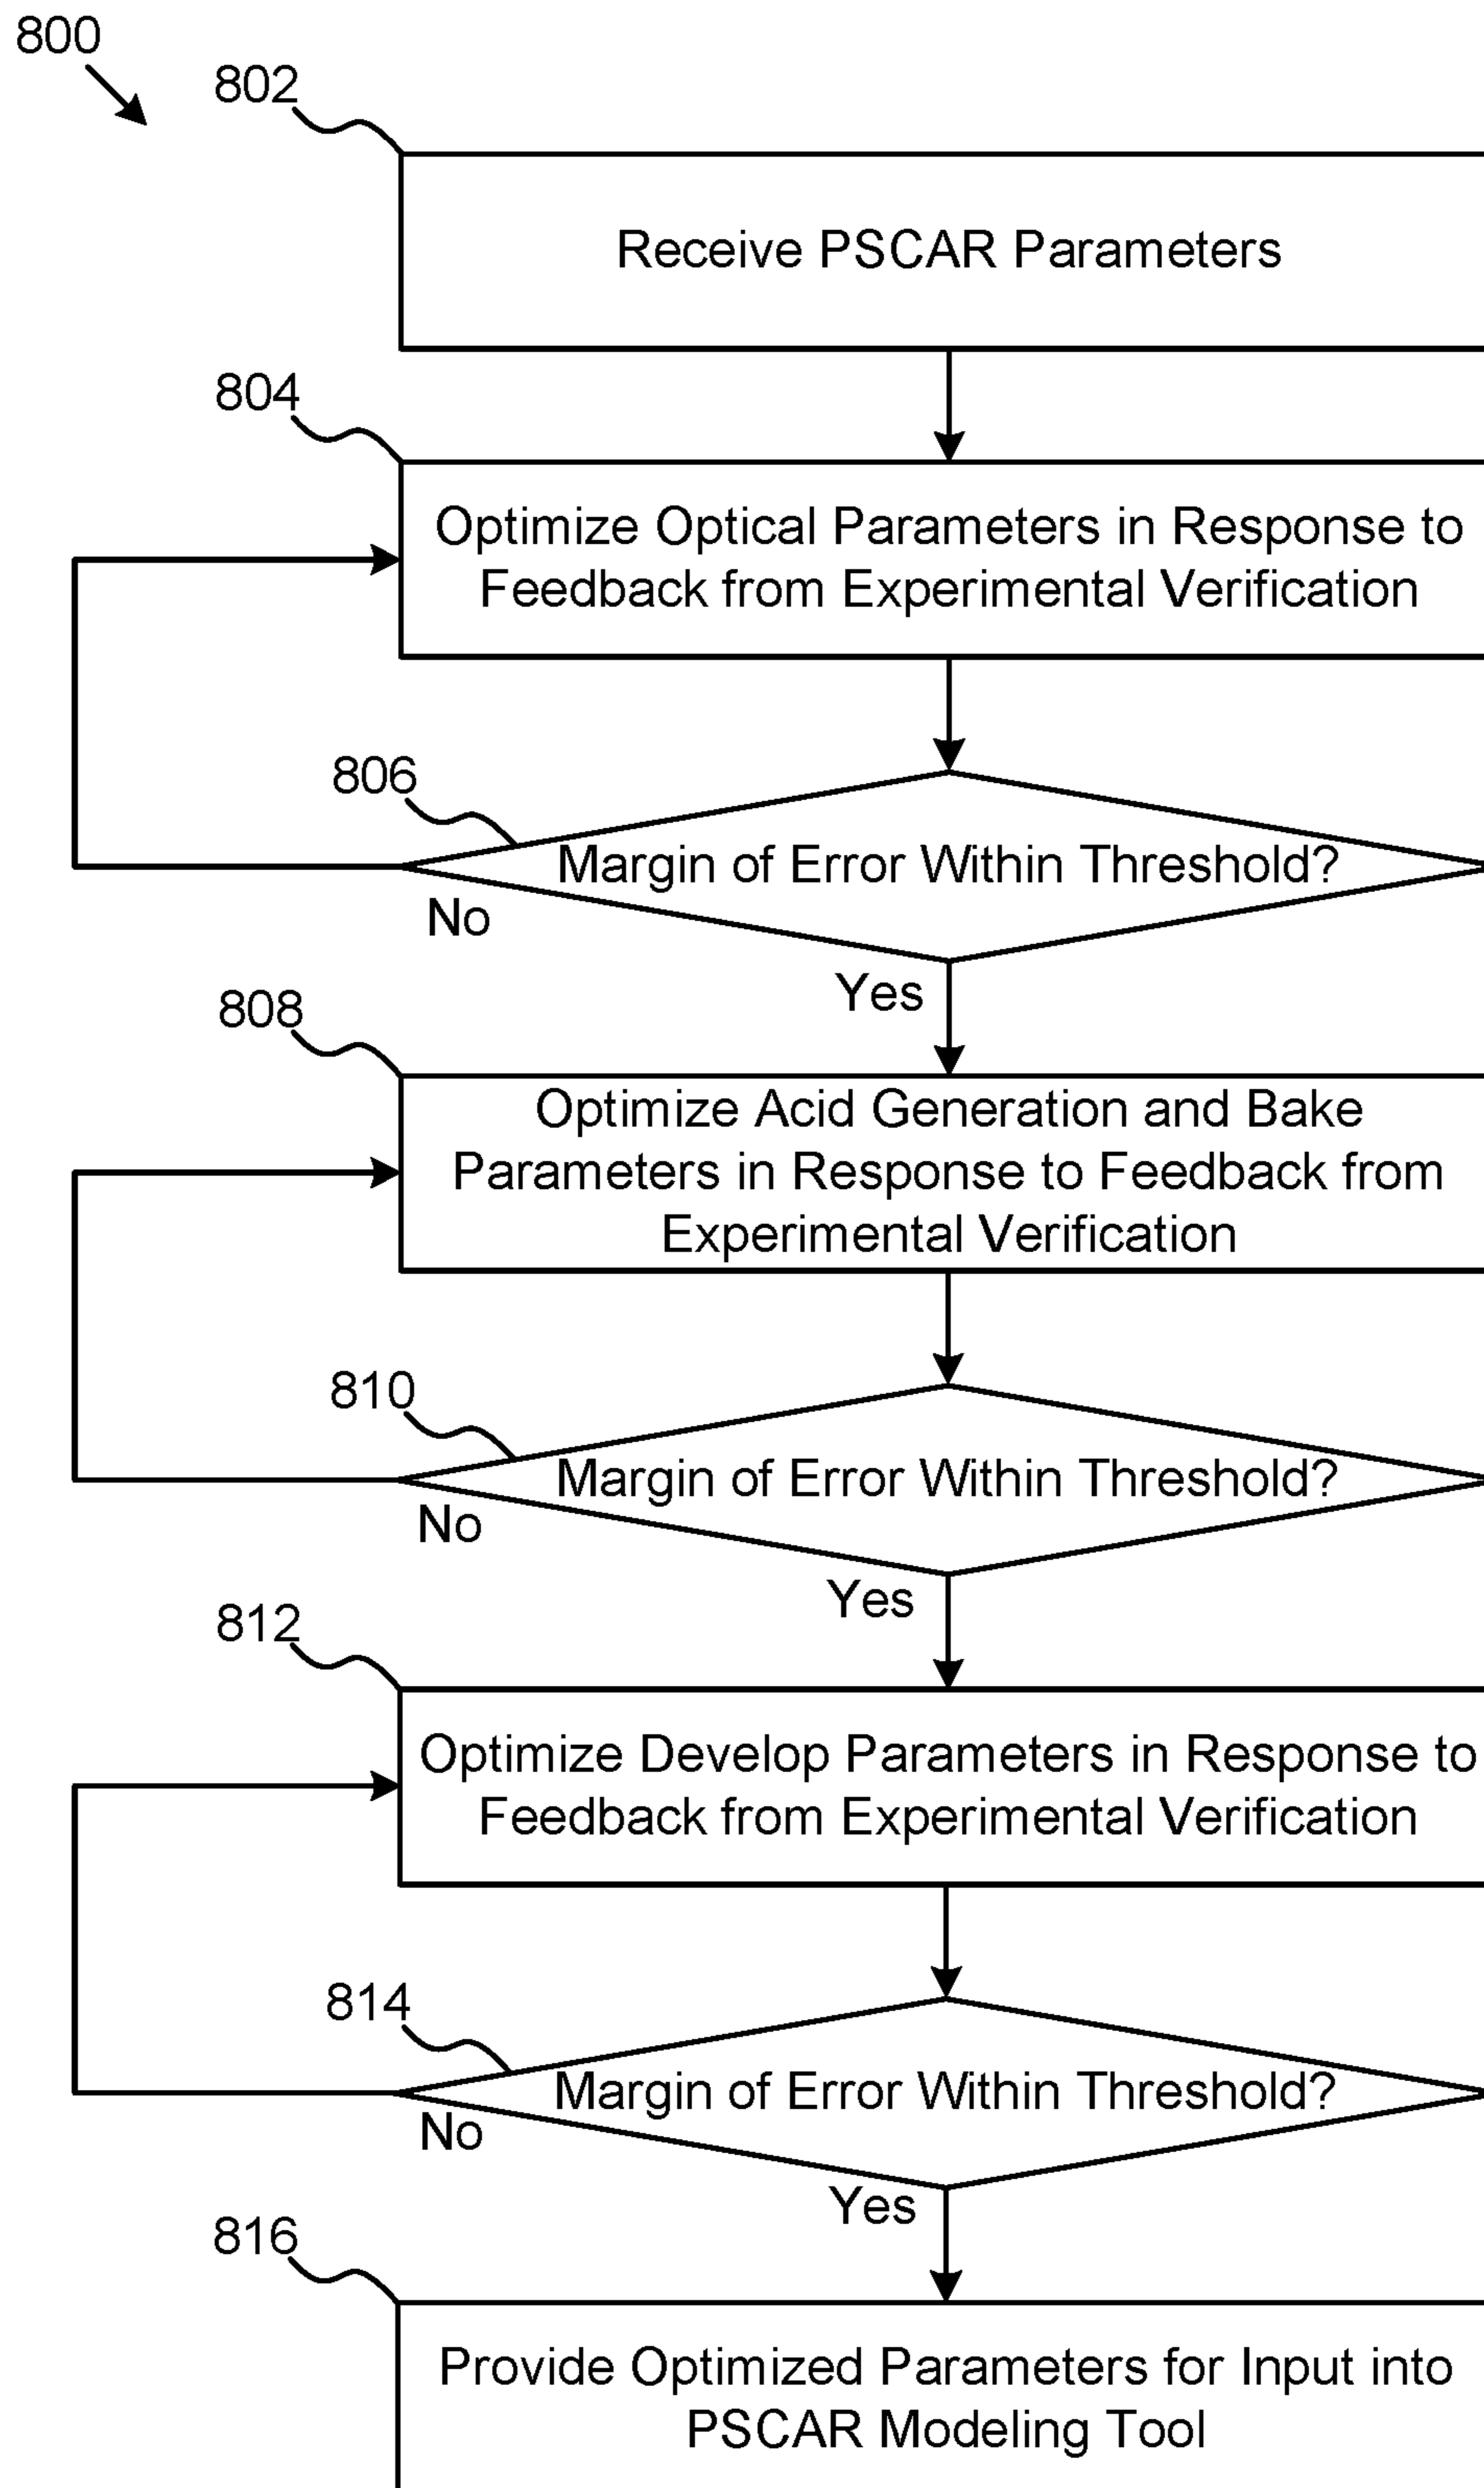 800
802
Receive PSCAR Parameters
804
Optimize Optical Parameters in Response to
Feedback from Experimental Verification
806
Margin of Error Within Threshold?
No
Yes
808
Optimize Acid Generation and Bake
Parameters in Response to Feedback from
Experimental Verification
810
Margin of Error Within Threshold?
No
Yes
812
Optimize Develop Parameters in Response to
Feedback from Experimental Verification
814
Margin of Error Within Threshold?
No
Yes
816
Provide Optimized Parameters for Input into
PSCAR Modeling Tool